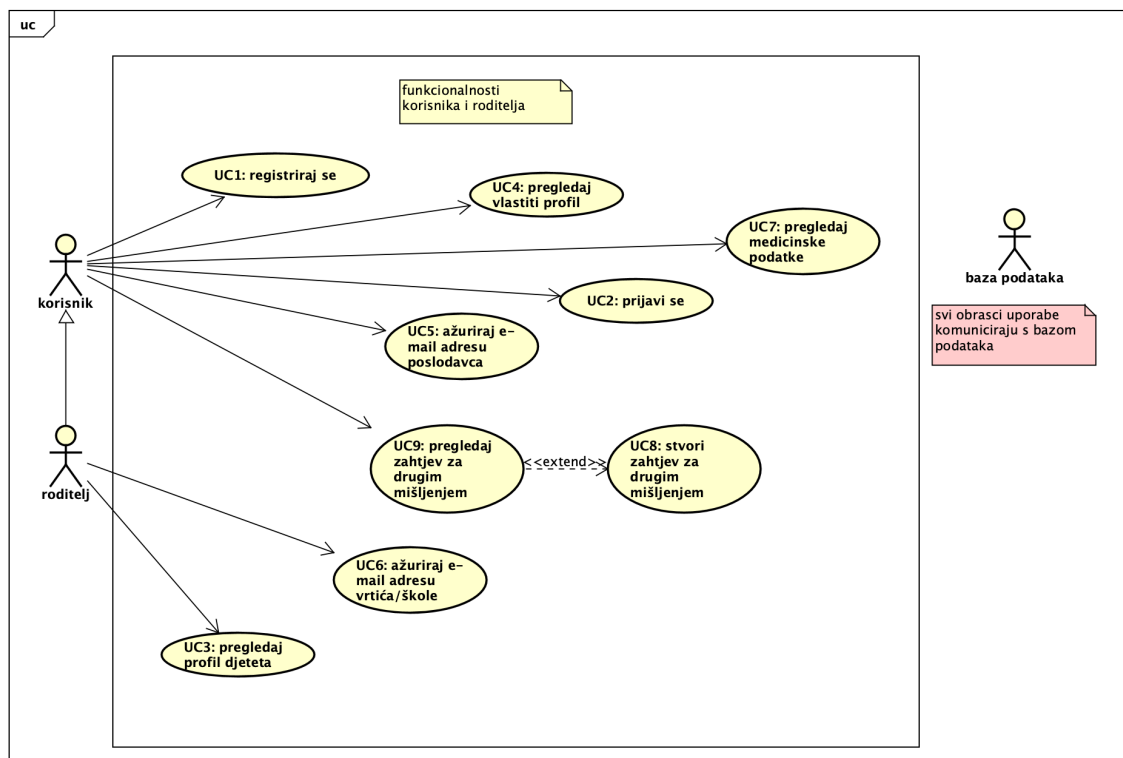 uc
funkcionalnosti
korisnika i roditelja
UC1: registriraj se
UC4: pregledaj
vlastiti profil
UC7: pregledaj
medicinske
podatke
korisnik
baza podataka
UC2: prijavi se
svi obrasci uporabe
komuniciraju s bazom
podataka
UC5: ažuriraj e-
mail adresu
poslodavca
UC9: pregledaj
zahtjev za
drugim
mišljenjem
<<extend>>
UC8: stvori
zahtjev za
drugim
mišljenjem
roditelj
UC6: ažuriraj e-
mail adresu
vrtića/škole
UC3: pregledaj
profil djeteta